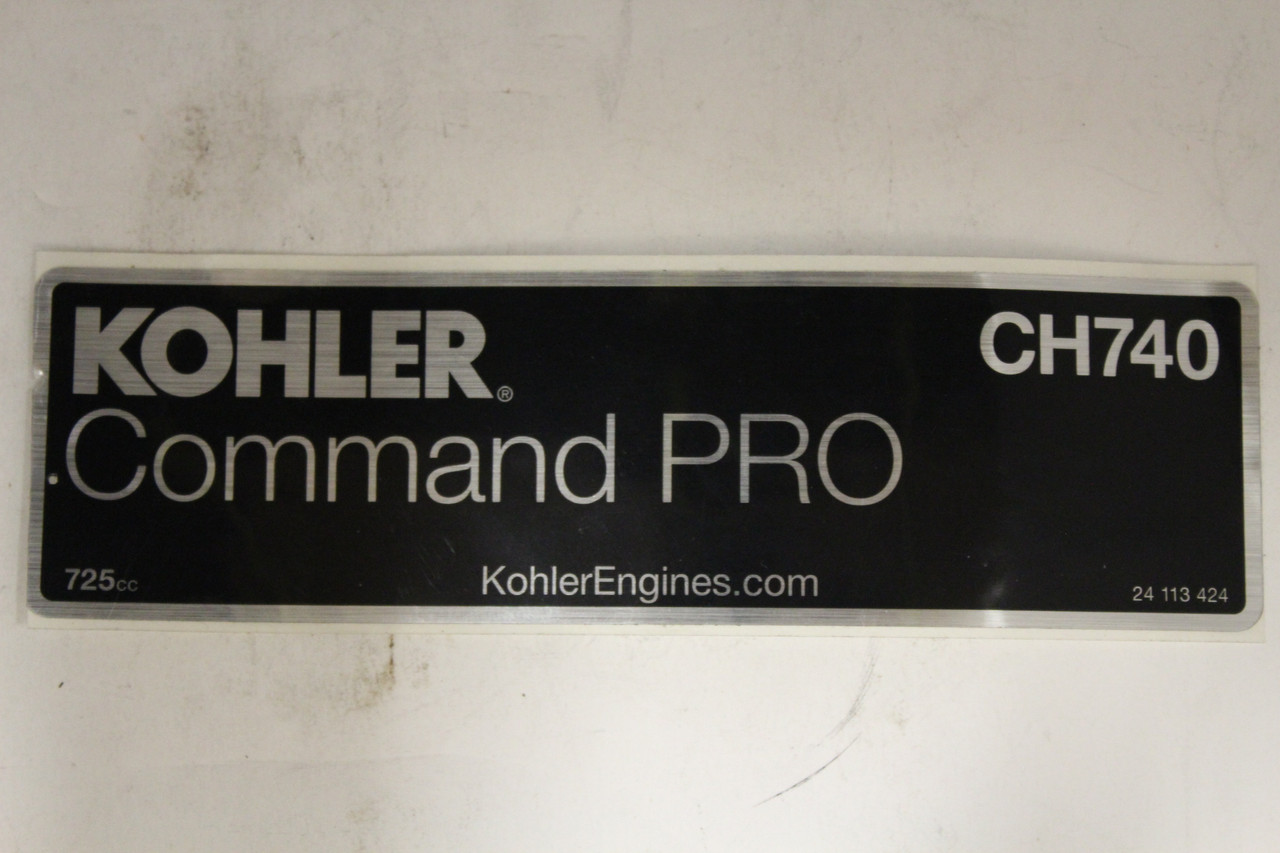 KOHLER®
CH740
Command PRO
725cc
KohlerEngines.com
24 113 424